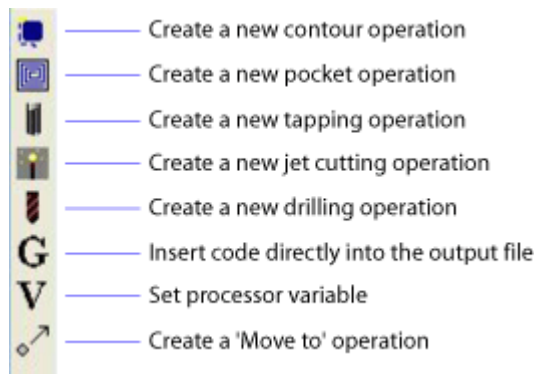 Create a new contour operation
Create a new pocket operation
Create a new tapping operation
Create a new jet cutting operation
Create a new drilling operation
G Insert code directly into the output file
V Set processor variable
Create a 'Move to' operation